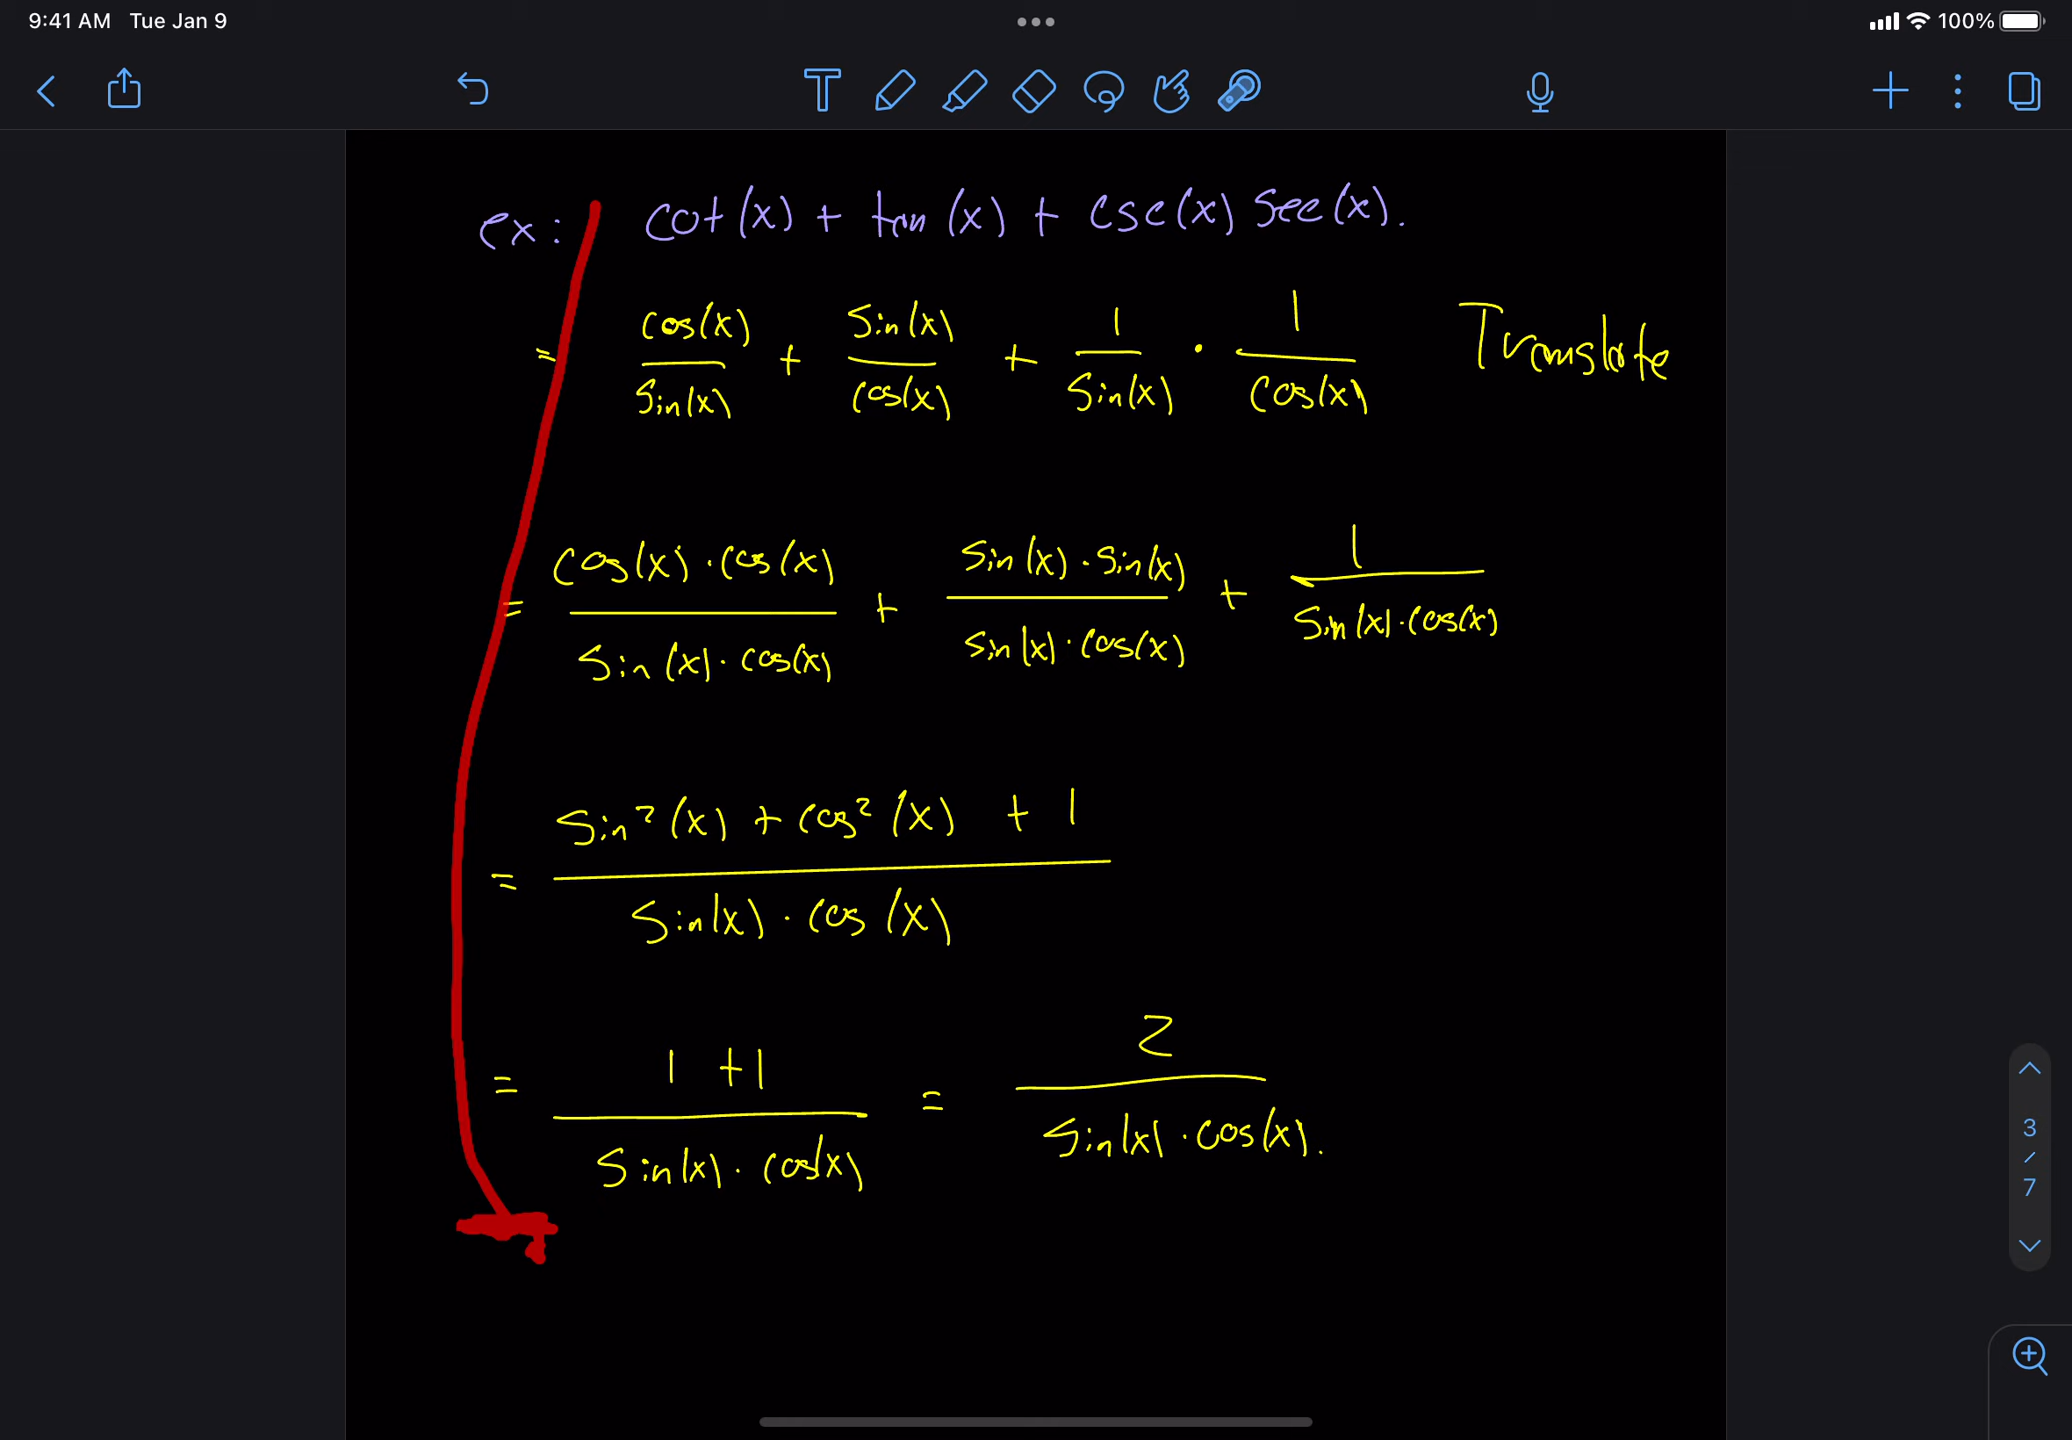 9:41 AM Tue Jan 9 100%
ex: cot(x) + tan(x) + csc(x) sec(x).
= cos(x)/sin(x) + sin(x)/cos(x) + 1/sin(x) · 1/cos(x) Translate
= cos(x)·cos(x)/sin(x)·cos(x) + sin(x)·sin(x)/sin(x)·cos(x) + 1/sin(x)·cos(x)
= sin²(x) + cos²(x) + 1/sin(x)·cos(x)
= 1+1/sin(x)·cos(x) = 2/sin(x)·cos(x).
3
/
7